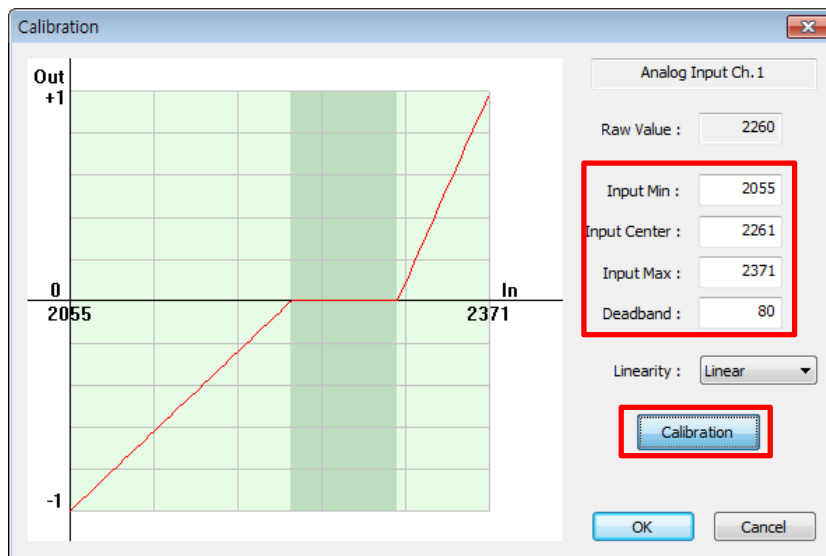 Calibration
Out
+1
0
In
2055
2371
-1
Analog Input Ch.1
Raw Value : 2260
Input Min : 2055
Input Center : 2261
Input Max : 2371
Deadband : 80
Linearity : Linear
Calibration
OK
Cancel